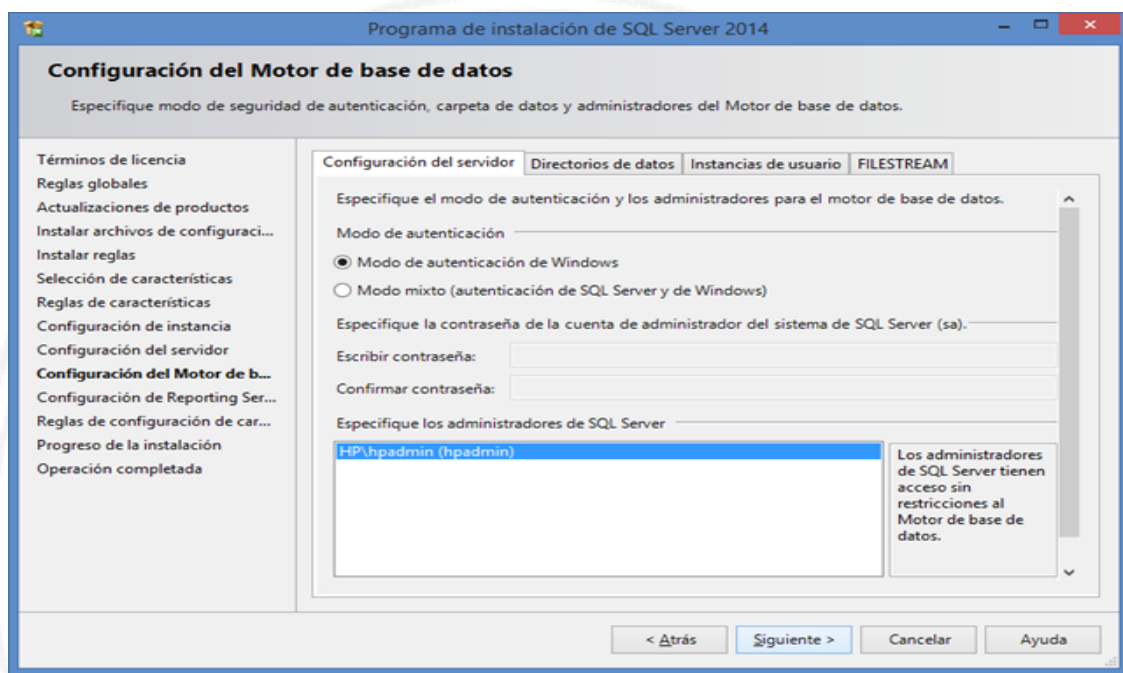 Programa de instalación de SQL Server 2014
Configuración del Motor de base de datos
Especifique modo de seguridad de autenticación, carpeta de datos y administradores del Motor de base de datos.
Términos de licencia
Reglas globales
Actualizaciones de productos
Instalar archivos de configuraci...
Instalar reglas
Selección de características
Reglas de características
Configuración de instancia
Configuración del servidor
Configuración del Motor de b...
Configuración de Reporting Ser...
Reglas de configuración de car...
Progreso de la instalación
Operación completada
Configuración del servidor Directorios de datos Instancias de usuario FILESTREAM
Especifique el modo de autenticación y los administradores para el motor de base de datos.
Modo de autenticación
Modo de autenticación de Windows
Modo mixto (autenticación de SQL Server y de Windows)
Especifique la contraseña de la cuenta de administrador del sistema de SQL Server (sa).
Escribir contraseña:
Confirmar contraseña:
Especifique los administradores de SQL Server
HP\hpadmin (hpadmin)
Los administradores
de SQL Server tienen
acceso sin
restricciones al
Motor de base de
datos.
< Atrás Siguiente > Cancelar Ayuda